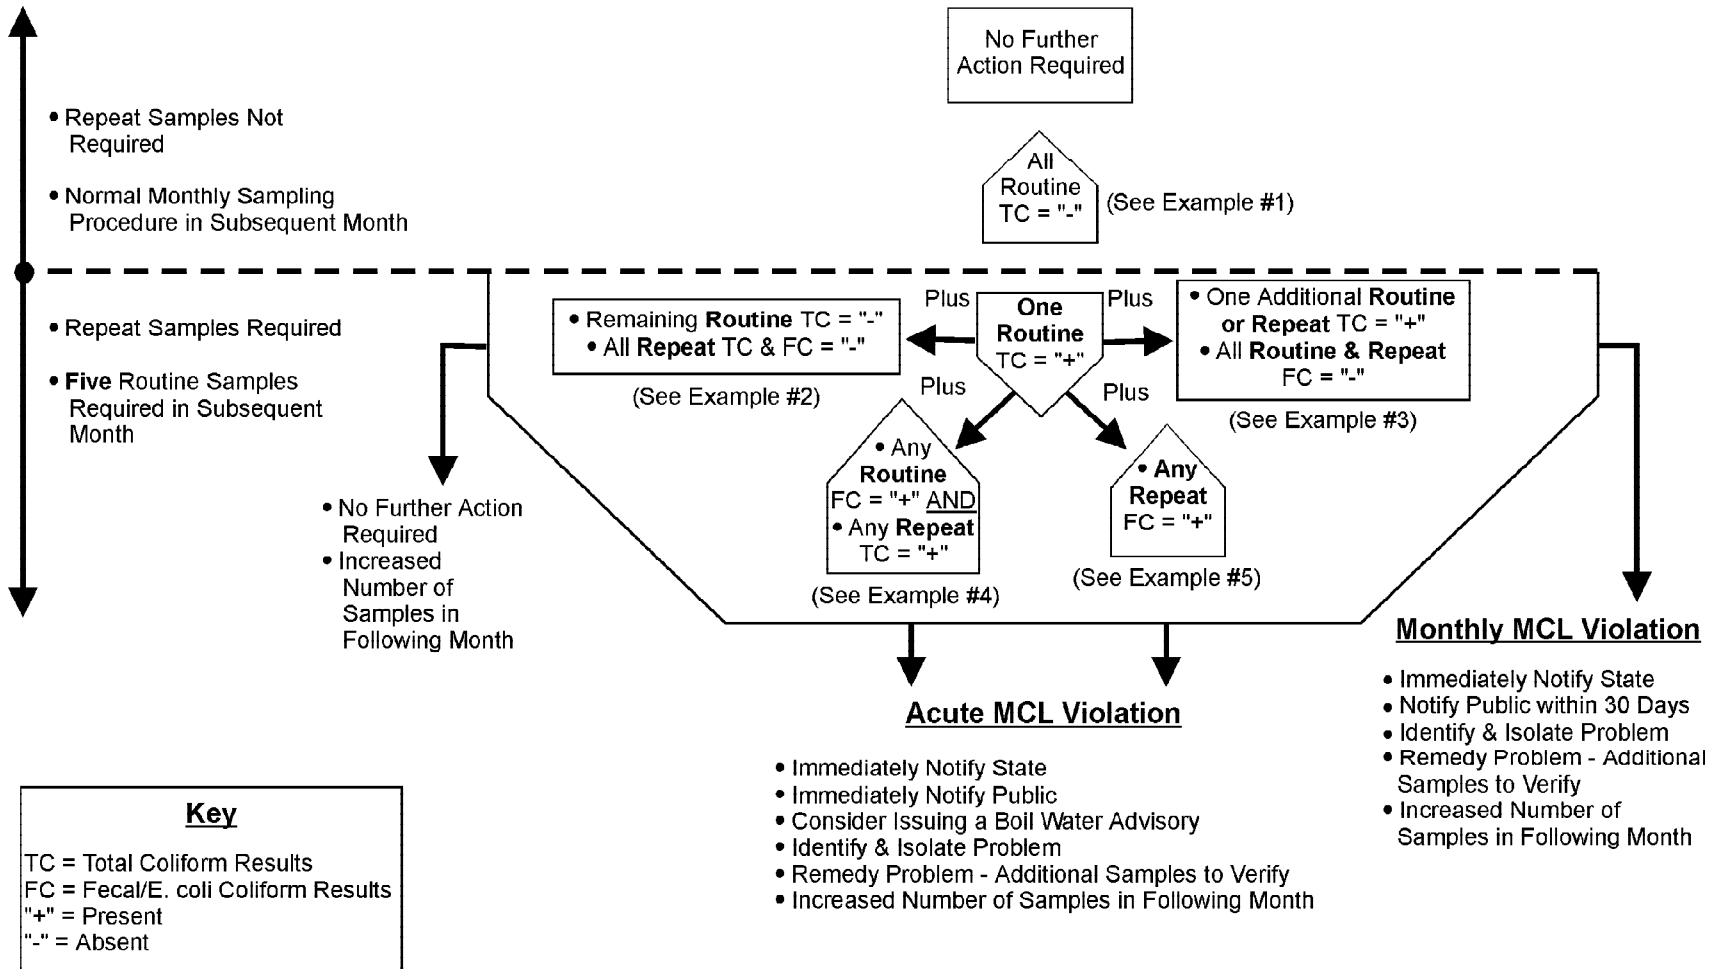 No Further
Action Required
• Repeat Samples Not
Required
• Normal Monthly Sampling
Procedure in Subsequent Month
All
Routine
TC = "-"
(See Example #1)
• Repeat Samples Required
• Five Routine Samples
Required in Subsequent
Month
• Remaining Routine TC = "-"
• All Repeat TC & FC = "-"
(See Example #2)
Plus
One
Routine
TC = "+"
Plus
• One Additional Routine
or Repeat TC = "+"
• All Routine & Repeat
FC = "-"
(See Example #3)
Plus
Plus
• Any
Routine
FC = "+" AND
• Any Repeat
TC = "+"
(See Example #4)
• Any
Repeat
FC = "+"
(See Example #5)
• No Further Action
Required
• Increased
Number of
Samples in
Following Month
Acute MCL Violation
• Immediately Notify State
• Immediately Notify Public
• Consider Issuing a Boil Water Advisory
• Identify & Isolate Problem
• Remedy Problem - Additional Samples to Verify
• Increased Number of Samples in Following Month
Monthly MCL Violation
• Immediately Notify State
• Notify Public within 30 Days
• Identify & Isolate Problem
• Remedy Problem - Additional
Samples to Verify
• Increased Number of
Samples in Following Month
Key
TC = Total Coliform Results
FC = Fecal/E. coli Coliform Results
"+" = Present
"-" = Absent